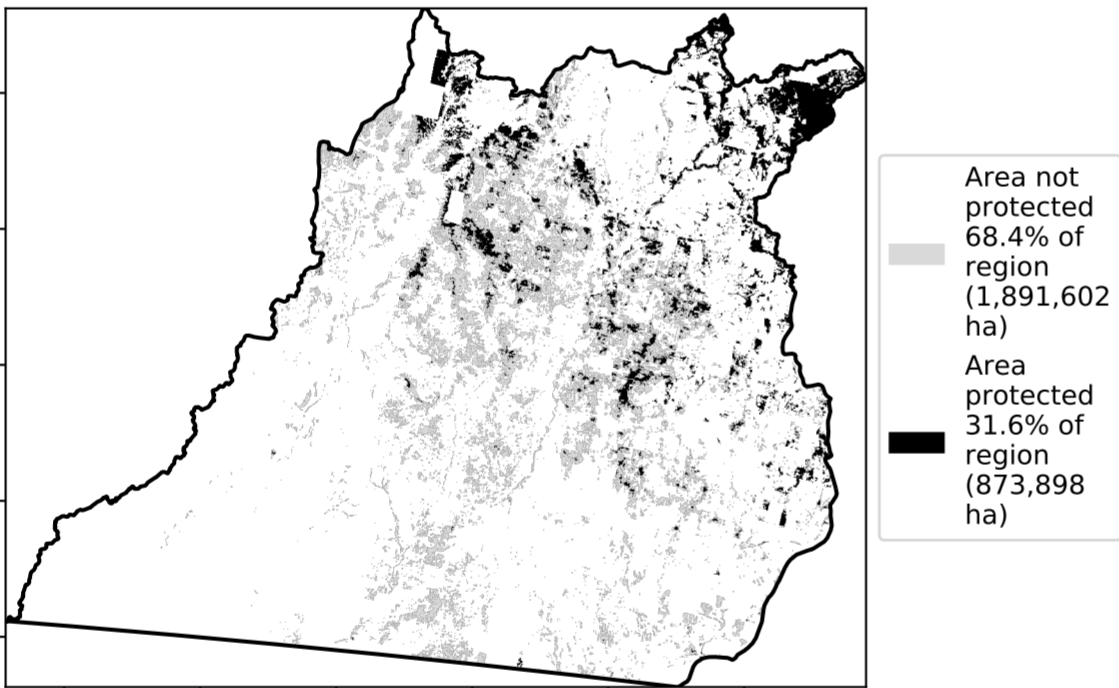 Area not
protected
68.4% of
region
(1,891,602
ha)
Area
protected
31.6% of
region
(873,898
ha)